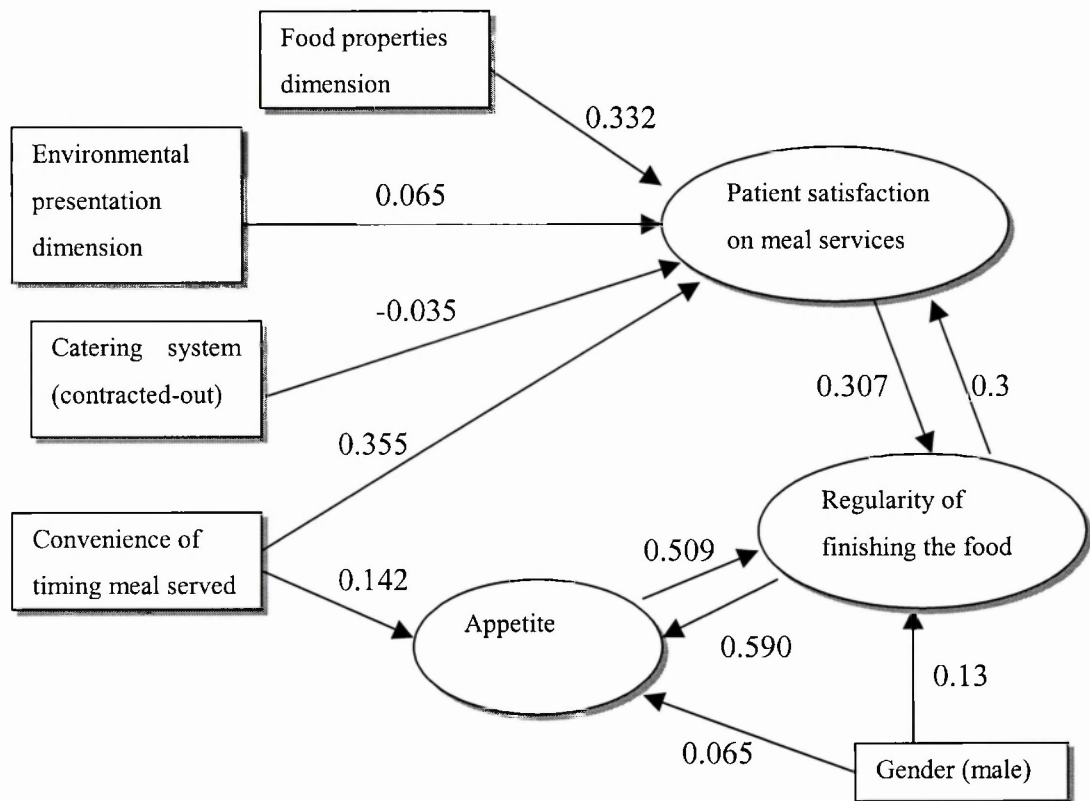 Food properties
dimension
0.332
Environmental
presentation
dimension
0.065
Patient satisfaction
on meal services
-0.035
Catering system
(contracted-out)
0.307
0.3
0.355
Convenience of
timing meal served
0.142
0.509
Regularity of
finishing the food
Appetite
0.590
0.13
0.065
Gender (male)